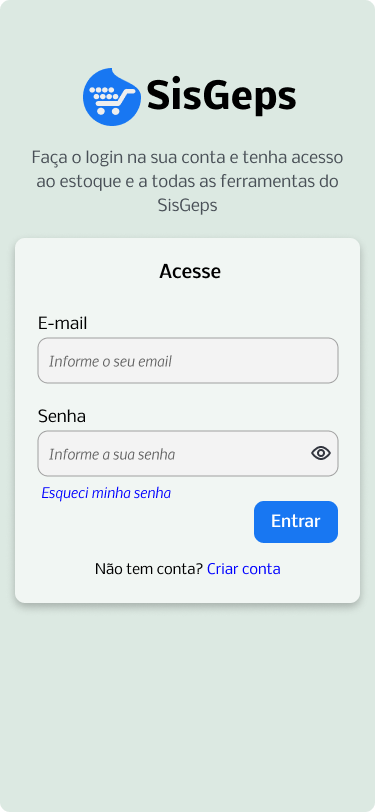 SisGeps
Faça o login na sua conta e tenha acesso
ao estoque e a todas as ferramentas do
SisGeps
Acesse
E-mail
Informe o seu email
Senha
Informe a sua senha
Esqueci minha senha
Entrar
Não tem conta? Criar conta